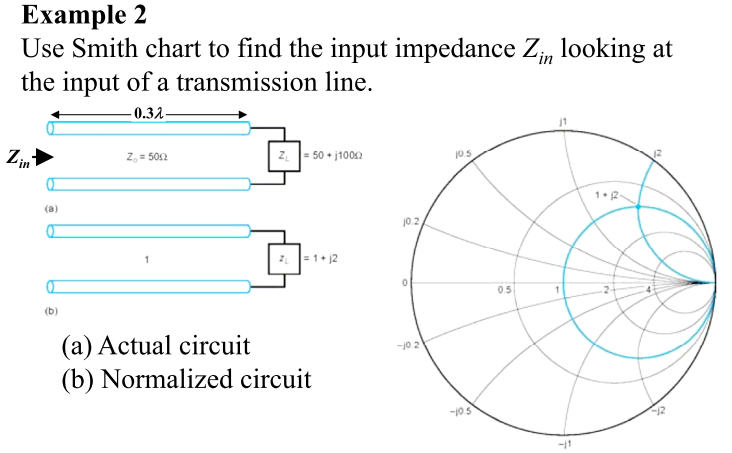 Example 2
Use Smith chart to find the input impedance Zin looking at
the input of a transmission line.
0.3λ
Zin
Zo = 50Ω
ZL
= 50 + j100Ω
(a)
1
zL
= 1 + j2
(b)
(a) Actual circuit
(b) Normalized circuit
j1
j0.5
j2
1 + j2
j0.2
0
0.5
1
2
4
–j0.2
–j0.5
–j2
–j1